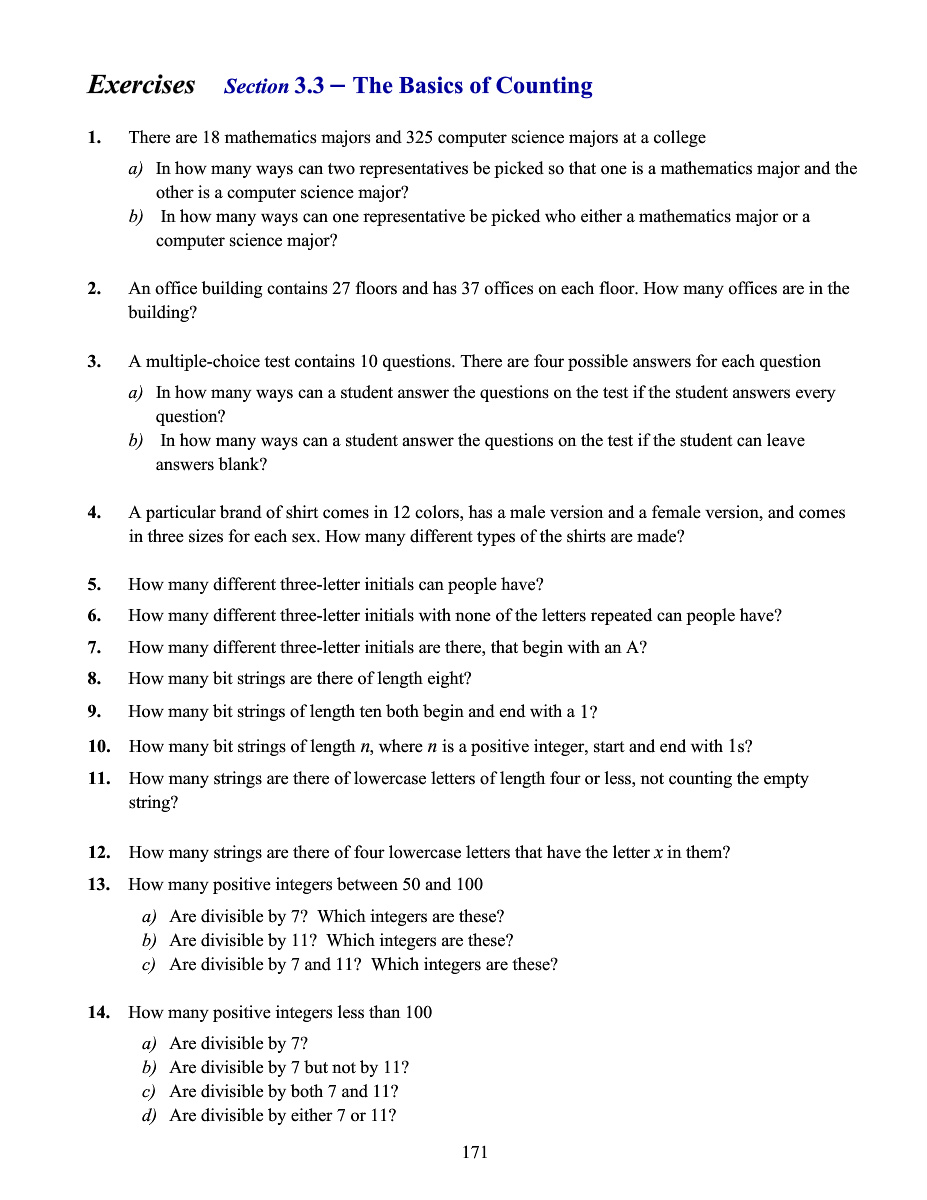 Exercises Section 3.3 – The Basics of Counting
1. There are 18 mathematics majors and 325 computer science majors at a college
a) In how many ways can two representatives be picked so that one is a mathematics major and the
other is a computer science major?
b) In how many ways can one representative be picked who either a mathematics major or a
computer science major?
2. An office building contains 27 floors and has 37 offices on each floor. How many offices are in the
building?
3. A multiple-choice test contains 10 questions. There are four possible answers for each question
a) In how many ways can a student answer the questions on the test if the student answers every
question?
b) In how many ways can a student answer the questions on the test if the student can leave
answers blank?
4. A particular brand of shirt comes in 12 colors, has a male version and a female version, and comes
in three sizes for each sex. How many different types of the shirts are made?
5. How many different three-letter initials can people have?
6. How many different three-letter initials with none of the letters repeated can people have?
7. How many different three-letter initials are there, that begin with an A?
8. How many bit strings are there of length eight?
9. How many bit strings of length ten both begin and end with a 1?
10. How many bit strings of length n, where n is a positive integer, start and end with 1s?
11. How many strings are there of lowercase letters of length four or less, not counting the empty
string?
12. How many strings are there of four lowercase letters that have the letter x in them?
13. How many positive integers between 50 and 100
a) Are divisible by 7? Which integers are these?
b) Are divisible by 11? Which integers are these?
c) Are divisible by 7 and 11? Which integers are these?
14. How many positive integers less than 100
a) Are divisible by 7?
b) Are divisible by 7 but not by 11?
c) Are divisible by both 7 and 11?
d) Are divisible by either 7 or 11?
171